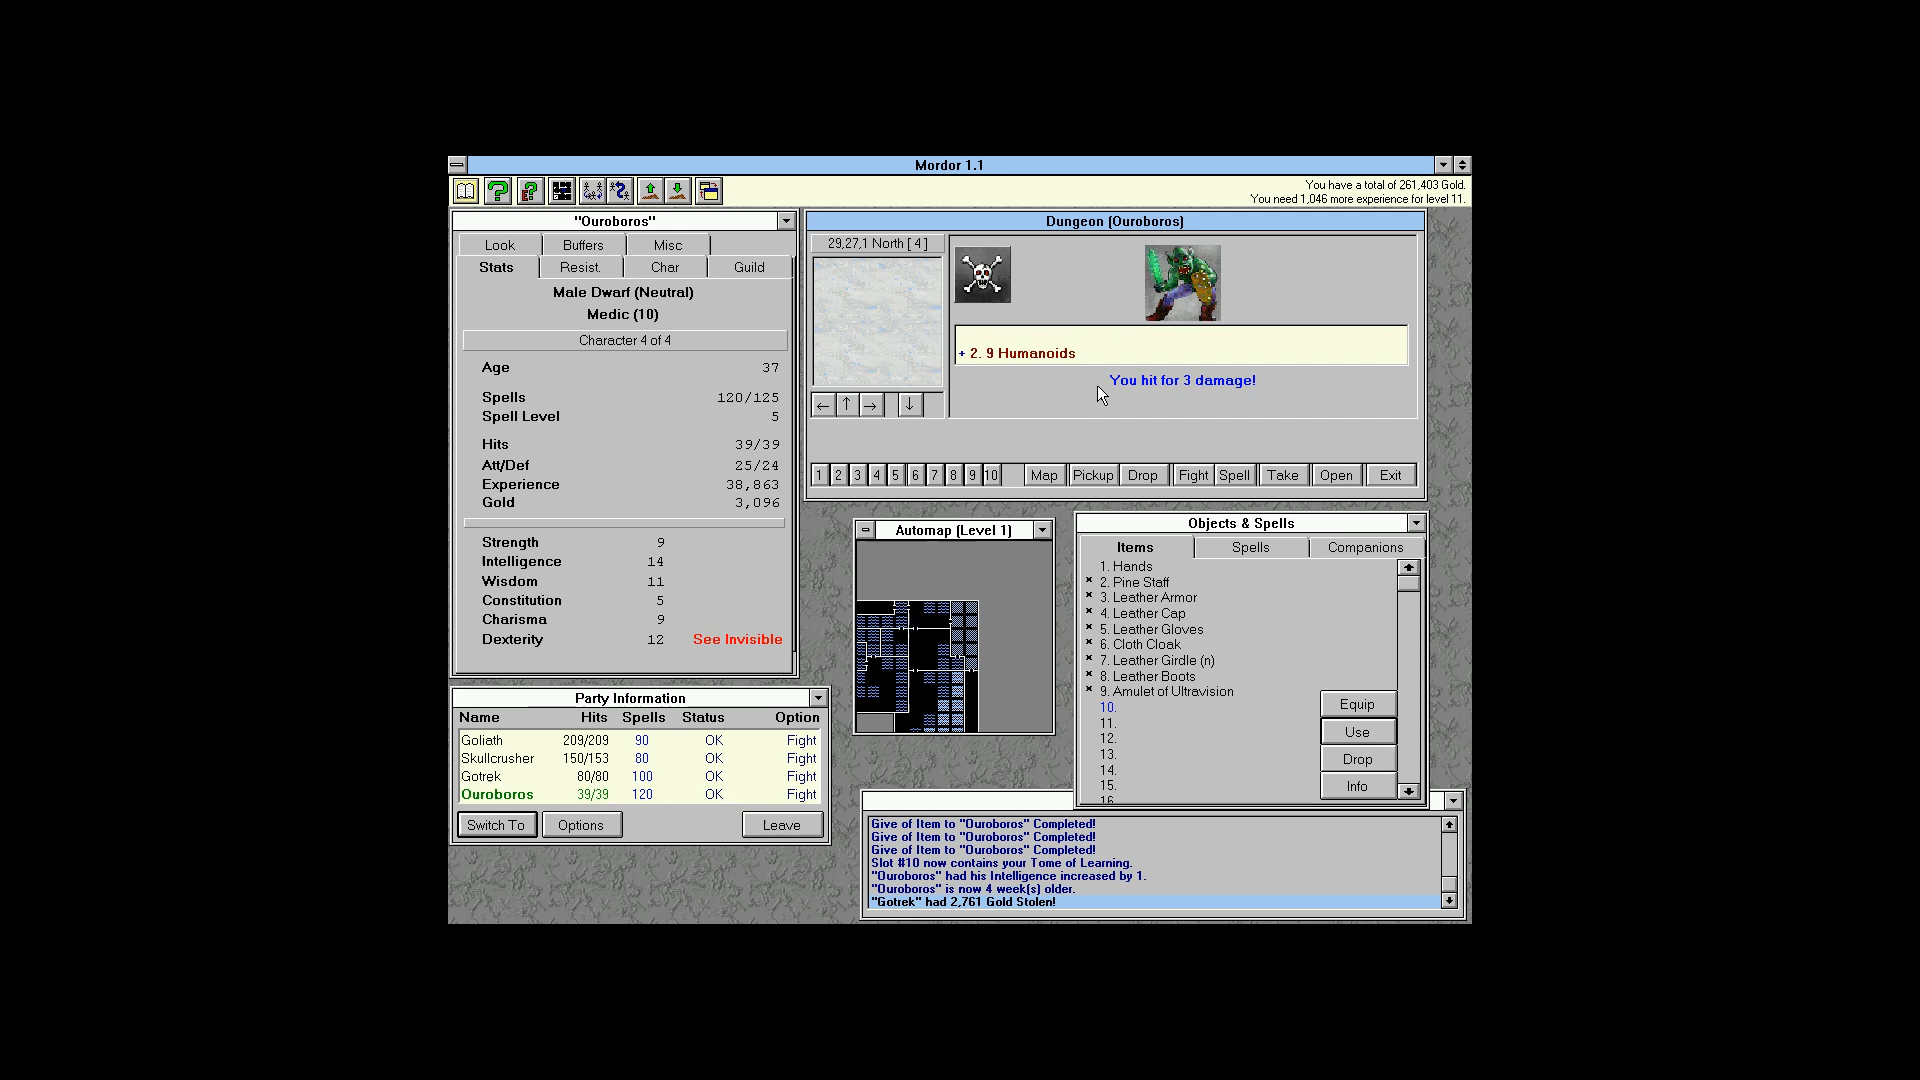 Mordor 1.1
You have a total of 261,403 Gold.
You need 1,046 more experience for level 11.
"Ouroboros"
Look Buffers Misc
Stats Resist. Char Guild
Male Dwarf (Neutral)
Medic (10)
Character 4 of 4
Age 37
Spells 120/125
Spell Level 5
Hits 39/39
Att/Def 25/24
Experience 38,863
Gold 3,096
Strength 9
Intelligence 14
Wisdom 11
Constitution 5
Charisma 9
Dexterity 12 See Invisible
Dungeon (Ouroboros)
29,27,1 North [ 4 ]
+ 2. 9 Humanoids
You hit for 3 damage!
1 2 3 4 5 6 7 8 9 10 Map Pickup Drop Fight Spell Take Open Exit
Party Information
Name Hits Spells Status Option
Goliath 209/209 90 OK Fight
Skullcrusher 150/153 80 OK Fight
Gotrek 80/80 100 OK Fight
Ouroboros 39/39 120 OK Fight
Switch To Options Leave
Automap (Level 1)
Objects & Spells
Items Spells Companions
1. Hands
× 2. Pine Staff
× 3. Leather Armor
× 4. Leather Cap
× 5. Leather Gloves
× 6. Cloth Cloak
× 7. Leather Girdle (n)
× 8. Leather Boots
× 9. Amulet of Ultravision
10.
11.
12.
13.
14.
15.
16.
Equip
Use
Drop
Info
Give of Item to "Ouroboros" Completed!
Give of Item to "Ouroboros" Completed!
Give of Item to "Ouroboros" Completed!
Slot #10 now contains your Tome of Learning.
"Ouroboros" had his Intelligence increased by 1.
"Ouroboros" is now 4 week(s) older.
"Gotrek" had 2,761 Gold Stolen!